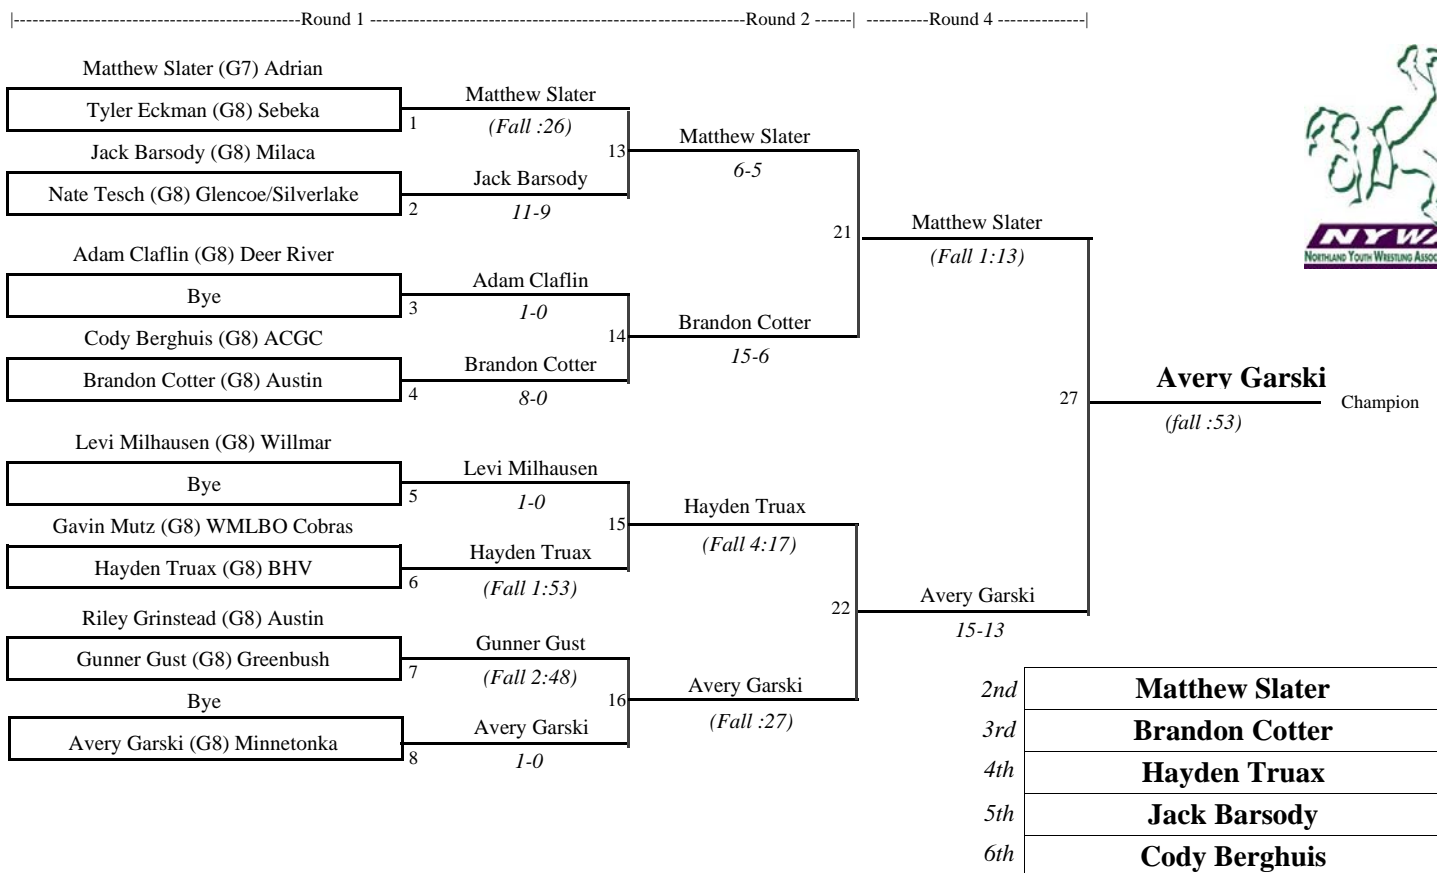 |-----------------------------------------------Round 1 ------------------------------------------------------------Round 2 ------| ----------Round 4 --------------|
Matthew Slater (G7) Adrian
Tyler Eckman (G8) Sebeka
1
Matthew Slater
(Fall :26)
Jack Barsody (G8) Milaca
Nate Tesch (G8) Glencoe/Silverlake
2
Jack Barsody
11-9
13
Matthew Slater
6-5
Adam Claflin (G8) Deer River
Bye
3
Adam Claflin
1-0
Cody Berghuis (G8) ACGC
Brandon Cotter (G8) Austin
4
Brandon Cotter
8-0
14
Brandon Cotter
15-6
21
Matthew Slater
(Fall 1:13)
Levi Milhausen (G8) Willmar
Bye
5
Levi Milhausen
1-0
Gavin Mutz (G8) WMLBO Cobras
Hayden Truax (G8) BHV
6
Hayden Truax
(Fall 1:53)
15
Hayden Truax
(Fall 4:17)
Riley Grinstead (G8) Austin
Gunner Gust (G8) Greenbush
7
Gunner Gust
(Fall 2:48)
Bye
Avery Garski (G8) Minnetonka
8
Avery Garski
1-0
16
Avery Garski
(Fall :27)
22
Avery Garski
15-13
27
Avery Garski
(fall :53)
Champion
NYWA
Northland Youth Wrestling
2nd Matthew Slater
3rd Brandon Cotter
4th Hayden Truax
5th Jack Barsody
6th Cody Berghuis